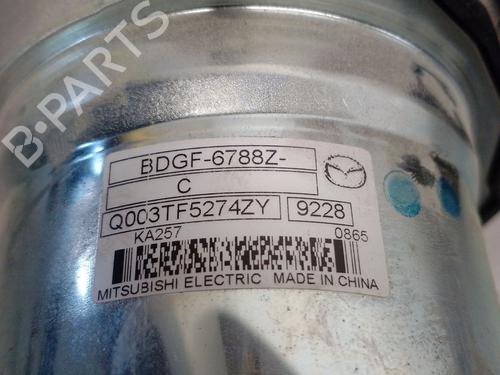 B-PARTS
BDGF-6788Z-
C
Q003TF5274ZY 9228
KA257 0865
MITSUBISHI ELECTRIC MADE IN CHINA